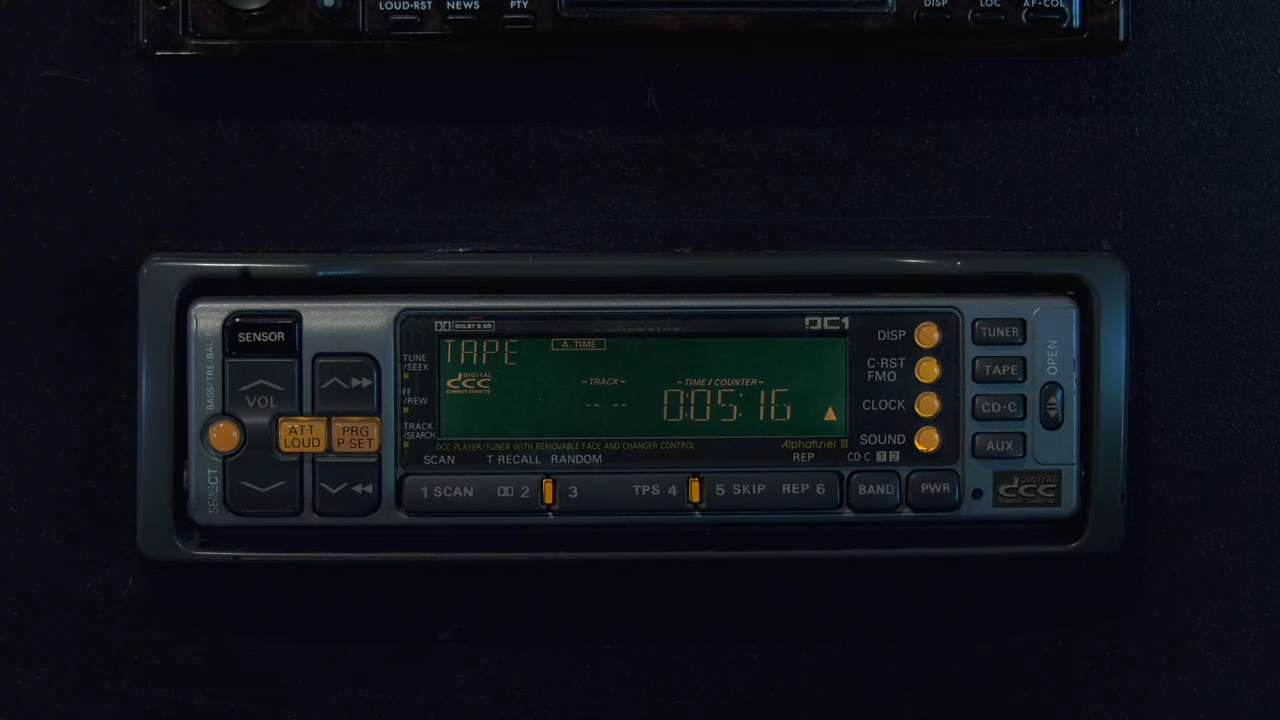 LOUD·RST NEWS PTY DISP LOC AF·COL
SENSOR
BASS/TRE/BAL/
SELECT
VOL
ATT LOUD
PRG P·SET
DOLBY B NR
Panasonic
DC1
TUNE /SEEK
/REW
TRACK /SEARCH
TAPE
A.TIME
DIGITAL
dcc
COMPACT CASSETTE
-TRACK-
-TIME/COUNTER-
-- --
0:05:16
DCC PLAYER/TUNER WITH REMOVABLE FACE AND CHANGER CONTROL
Alphatuner III
SCAN T·RECALL RANDOM REP CD C 1 2
1 SCAN 2 3 TPS 4 5 SKIP REP 6
BAND
PWR
DISP
C·RST
FMO
CLOCK
SOUND
TUNER
TAPE
CD·C
AUX
OPEN
DIGITAL
dcc
COMPACT CASSETTE